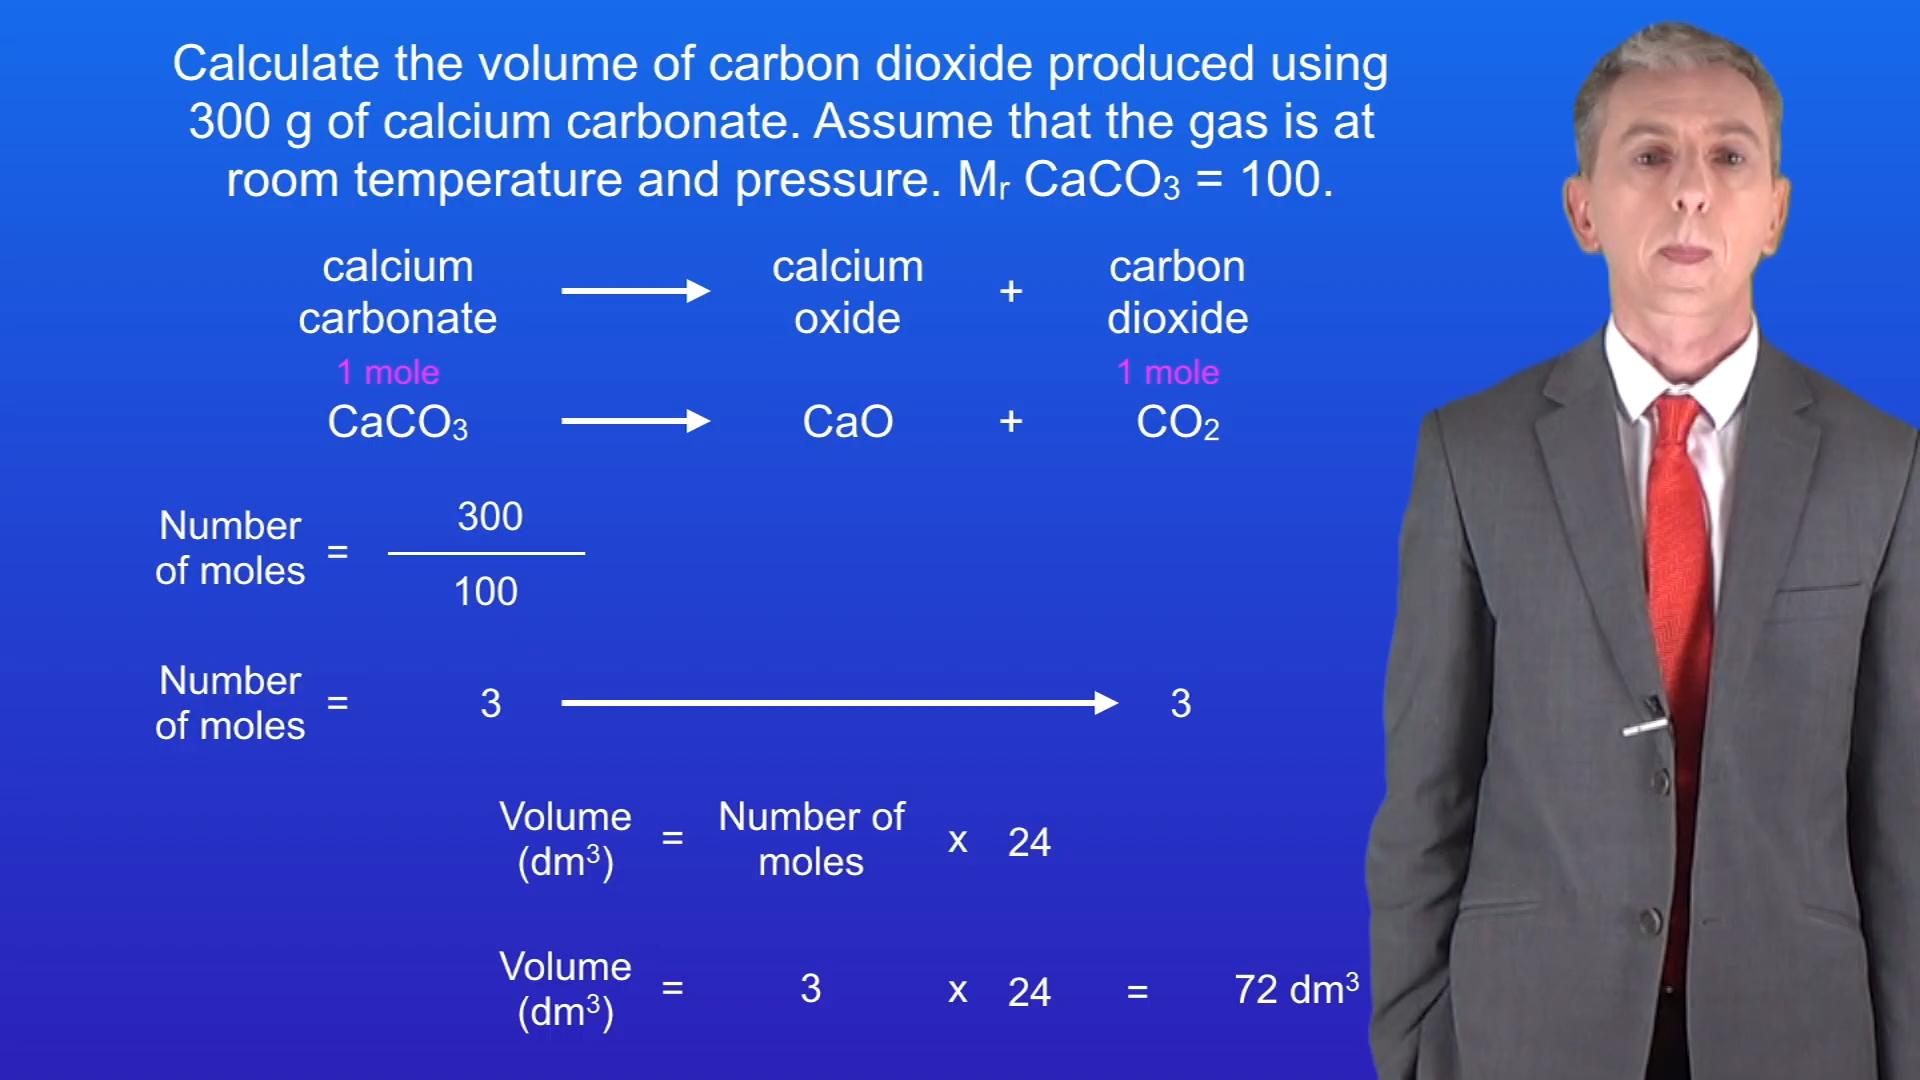 Calculate the volume of carbon dioxide produced using
300 g of calcium carbonate. Assume that the gas is at
room temperature and pressure. Mᵣ CaCO₃ = 100.
calcium carbonate → calcium oxide + carbon dioxide
1 mole 1 mole
CaCO₃ → CaO + CO₂
Number of moles = 300 / 100
Number of moles = 3 → 3
Volume (dm³) = Number of moles x 24
Volume (dm³) = 3 x 24 = 72 dm³